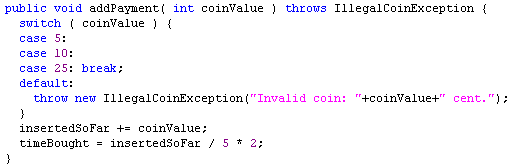 public void addPayment( int coinValue ) throws IllegalCoinException {
  switch ( coinValue ) {
  case 5:
  case 10:
  case 25: break;
  default:
    throw new IllegalCoinException("Invalid coin: "+coinValue+" cent.");
  }
  insertedSoFar += coinValue;
  timeBought = insertedSoFar / 5 * 2;
}